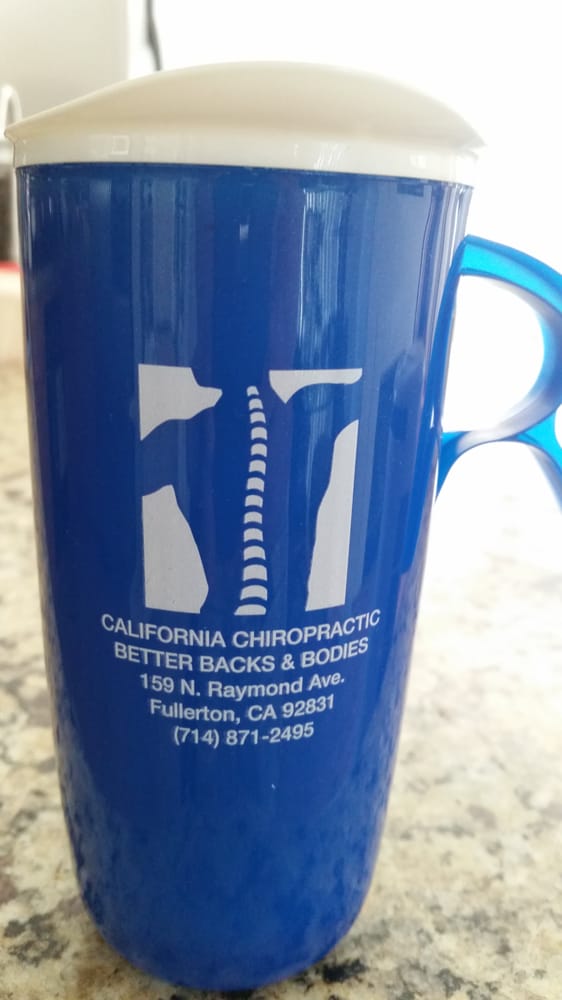 CALIFORNIA CHIROPRACTIC
BETTER BACKS & BODIES
159 N. Raymond Ave.
Fullerton, CA 92831
(714) 871-2495